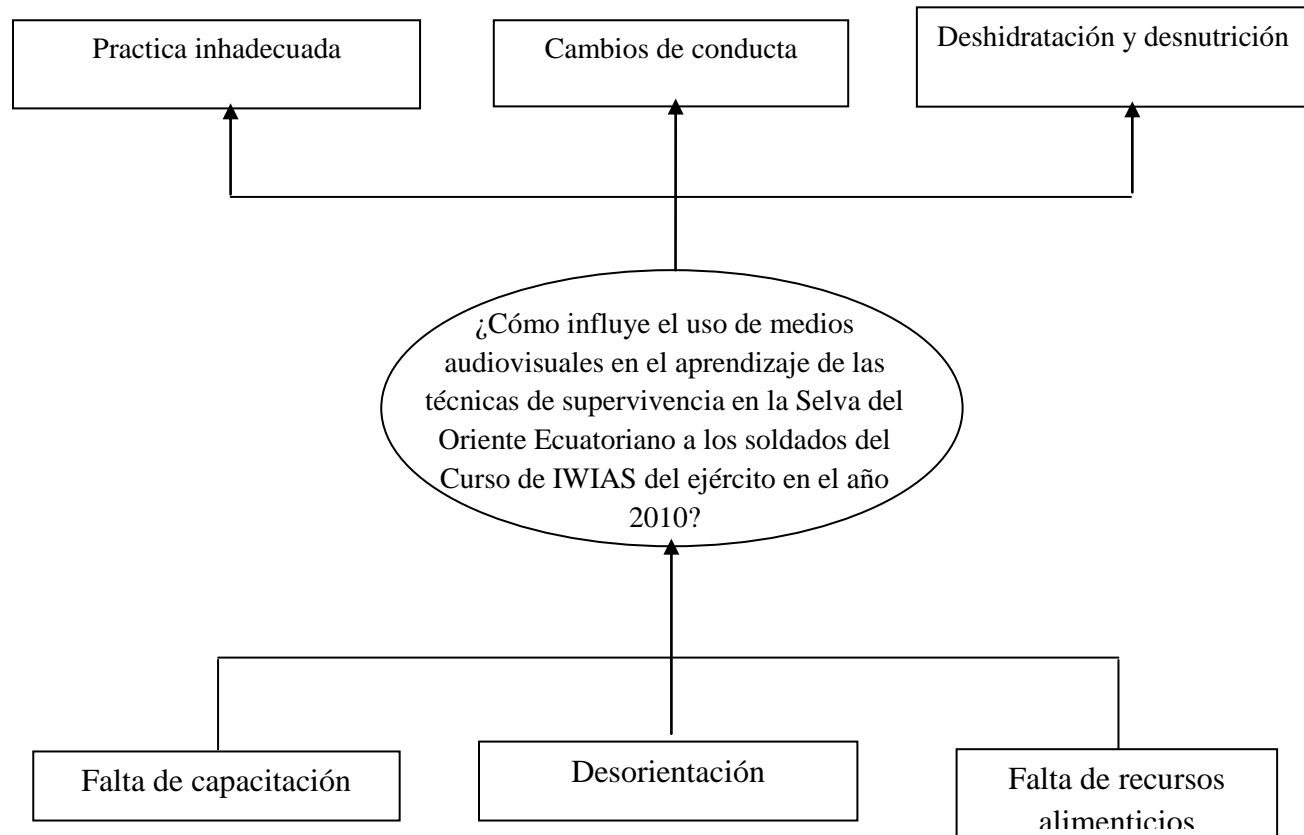 Practica inhadecuada
Cambios de conducta
Deshidratación y desnutrición
¿Cómo influye el uso de medios
audiovisuales en el aprendizaje de las
técnicas de supervivencia en la Selva del
Oriente Ecuatoriano a los soldados del
Curso de IWIAS del ejército en el año
2010?
Falta de capacitación
Desorientación
Falta de recursos
alimenticios